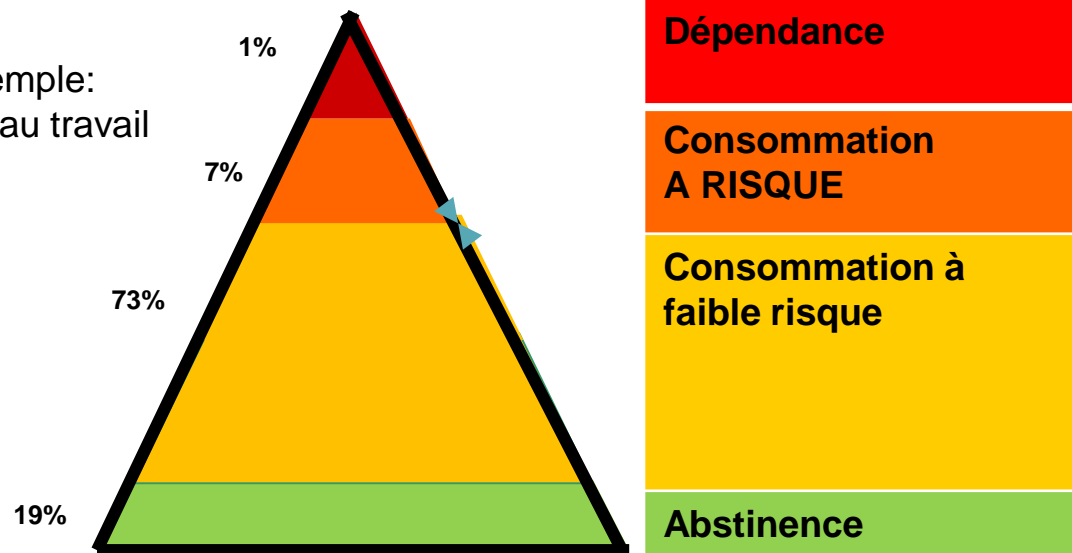 1%
Dépendance
emple:
au travail
7%
Consommation
A RISQUE
73%
Consommation à
faible risque
19%
Abstinence